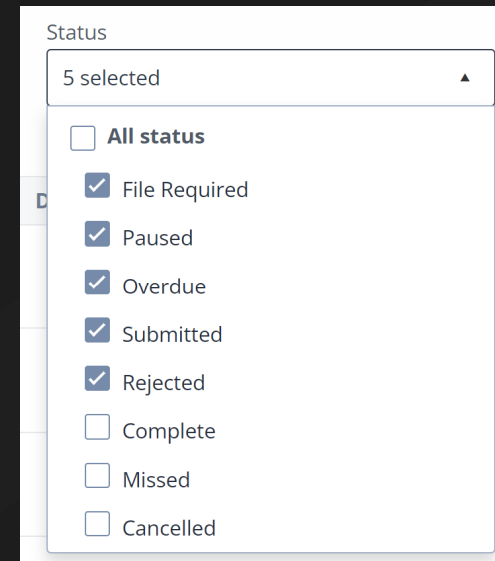 Status
5 selected
All status
D
File Required
Paused
Overdue
Submitted
Rejected
Complete
Missed
Cancelled